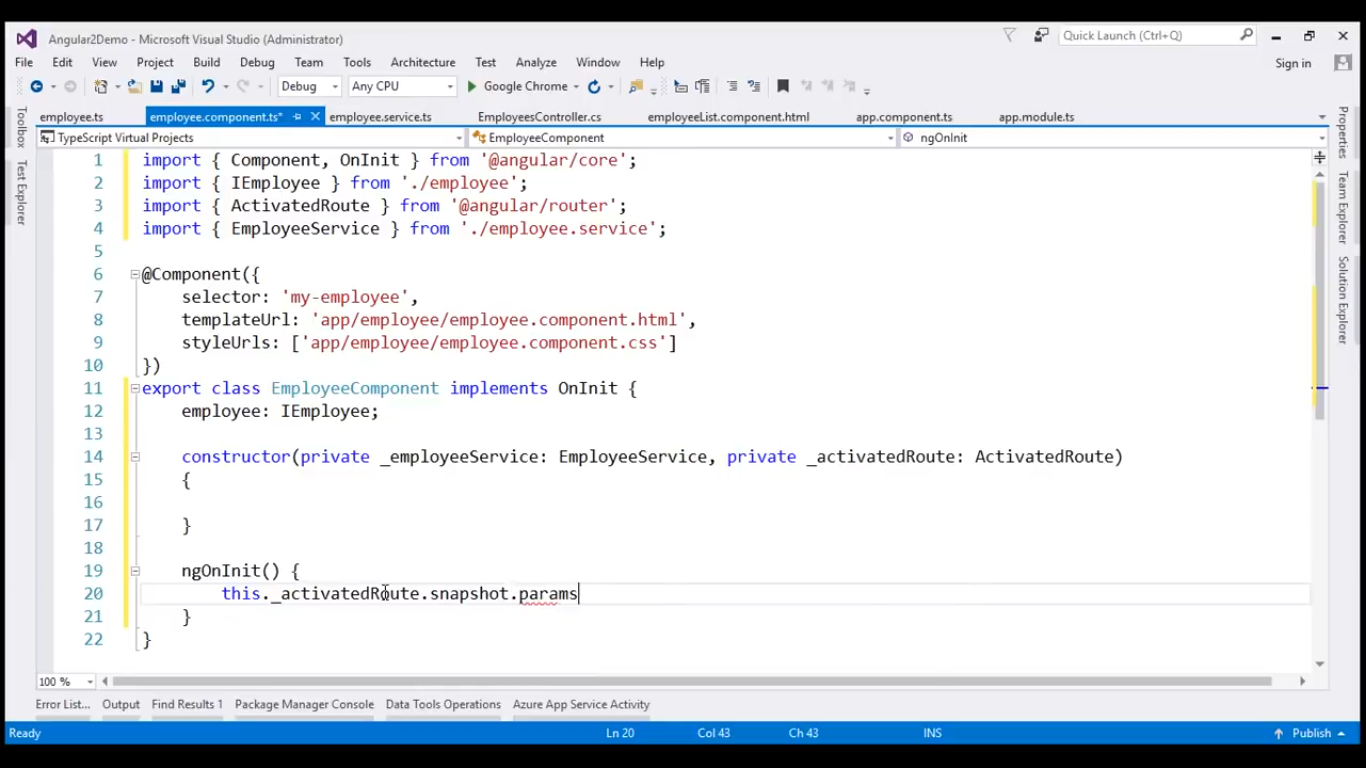 Angular2Demo - Microsoft Visual Studio (Administrator)
Quick Launch (Ctrl+Q)
File Edit View Project Build Debug Team Tools Architecture Test Analyze Window Help
Sign in
Debug Any CPU Google Chrome
employee.ts employee.component.ts* employee.service.ts EmployeesController.cs employeeList.component.html app.component.ts app.module.ts
TypeScript Virtual Projects EmployeeComponent ngOnInit
Toolbox
Test Explorer
1 import { Component, OnInit } from '@angular/core';
2 import { IEmployee } from './employee';
3 import { ActivatedRoute } from '@angular/router';
4 import { EmployeeService } from './employee.service';
5
6 @Component({
7 selector: 'my-employee',
8 templateUrl: 'app/employee/employee.component.html',
9 styleUrls: ['app/employee/employee.component.css']
10 })
11 export class EmployeeComponent implements OnInit {
12 employee: IEmployee;
13
14 constructor(private _employeeService: EmployeeService, private _activatedRoute: ActivatedRoute)
15 {
16
17 }
18
19 ngOnInit() {
20 this._activatedRoute.snapshot.params
21 }
22 }
Properties
Team Explorer
Solution Explorer
100 %
Error List... Output Find Results 1 Package Manager Console Data Tools Operations Azure App Service Activity
Ready Ln 20 Col 43 Ch 43 INS Publish